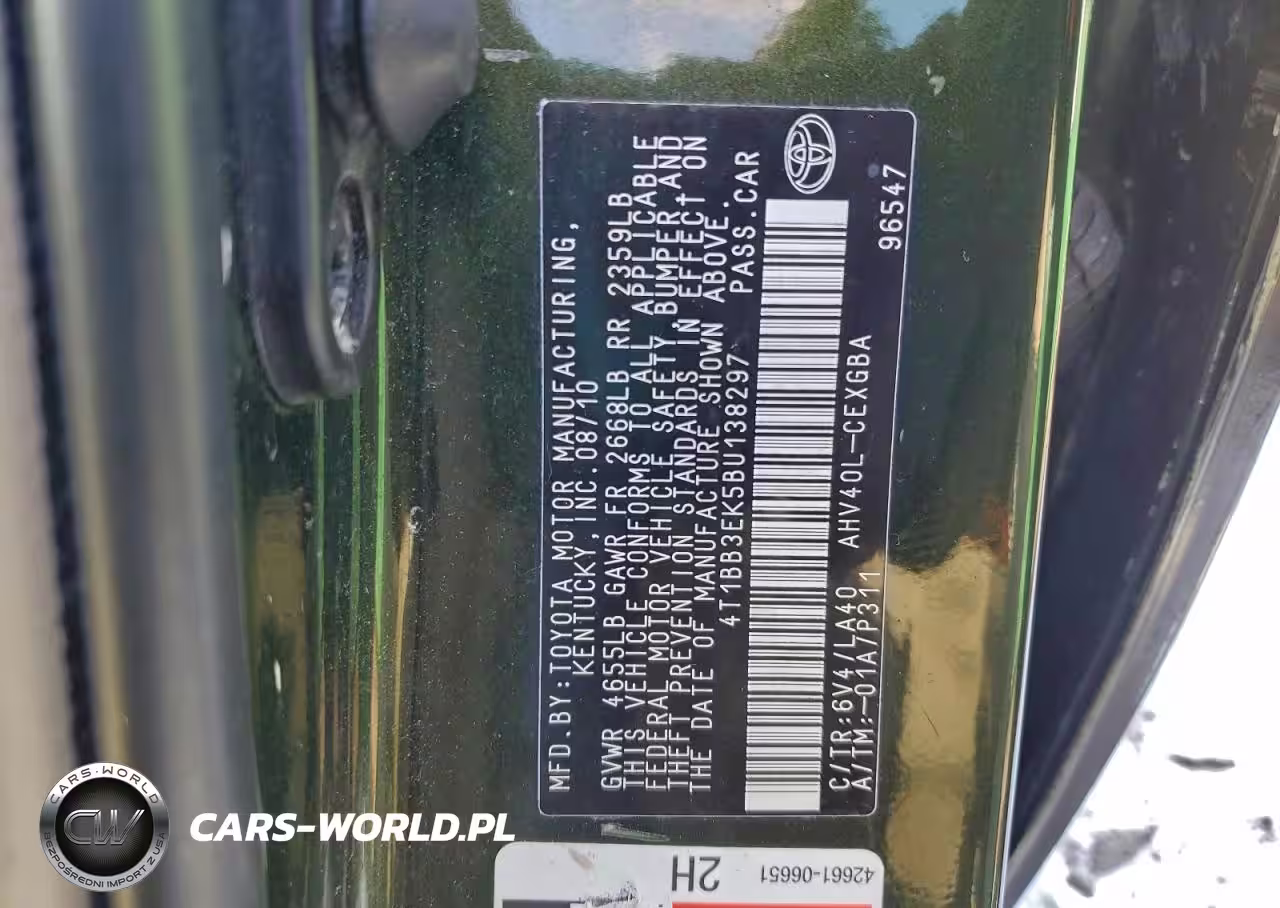 MFD.BY:TOYOTA MOTOR MANUFACTURING,
KENTUCKY,INC.08/10
GVWR 4655LB GAWR FR 2668LB RR 2359LB
THIS VEHICLE CONFORMS TO ALL APPLICABLE
FEDERAL MOTOR VEHICLE SAFETY, BUMPER, AND
THEFT PREVENTION STANDARDS IN EFFECT ON
THE DATE OF MANUFACTURE SHOWN ABOVE.
4T1BB3EK5BU138297 PASS.CAR
C/TR:6V4/LA40 AHV40L-CEXGBA
A/TM:-01A/P311 96547
2H 42661-06651
CARS-WORLD
CW
BEZPOŚREDNI IMPORT Z USA
CARS-WORLD.PL